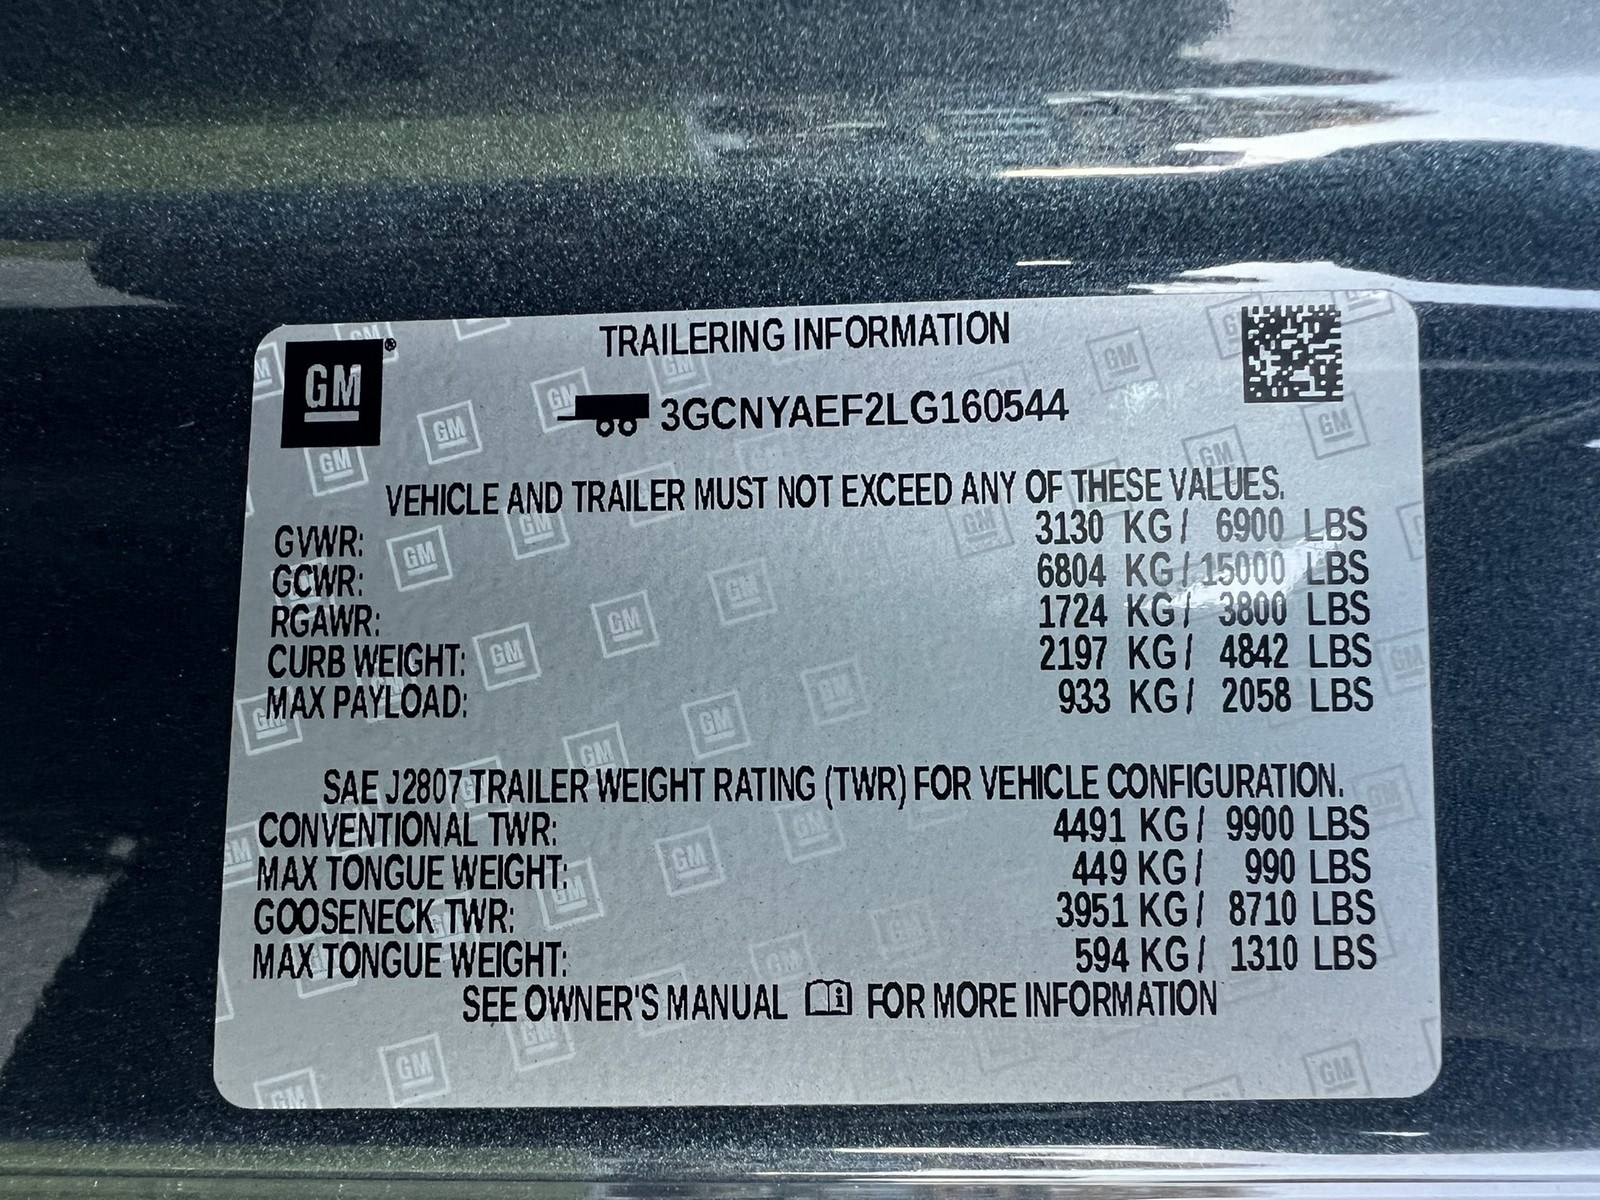 GM®
TRAILERING INFORMATION
3GCNYAEF2LG160544
VEHICLE AND TRAILER MUST NOT EXCEED ANY OF THESE VALUES.
GVWR: 3130 KG/ 6900 LBS
GCWR: 6804 KG/15000 LBS
RGAWR: 1724 KG/ 3800 LBS
CURB WEIGHT: 2197 KG/ 4842 LBS
MAX PAYLOAD: 933 KG/ 2058 LBS
SAE J2807 TRAILER WEIGHT RATING (TWR) FOR VEHICLE CONFIGURATION.
CONVENTIONAL TWR: 4491 KG/ 9900 LBS
MAX TONGUE WEIGHT: 449 KG/ 990 LBS
GOOSENECK TWR: 3951 KG/ 8710 LBS
MAX TONGUE WEIGHT: 594 KG/ 1310 LBS
SEE OWNER'S MANUAL FOR MORE INFORMATION